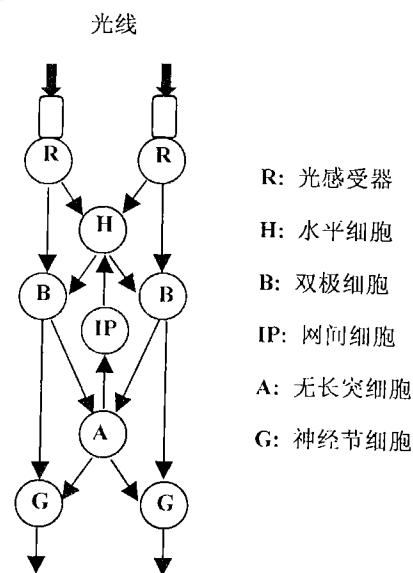 光线
R R
H
B B
IP
A
G G
R: 光感受器
H: 水平细胞
B: 双极细胞
IP: 网间细胞
A: 无长突细胞
G: 神经节细胞